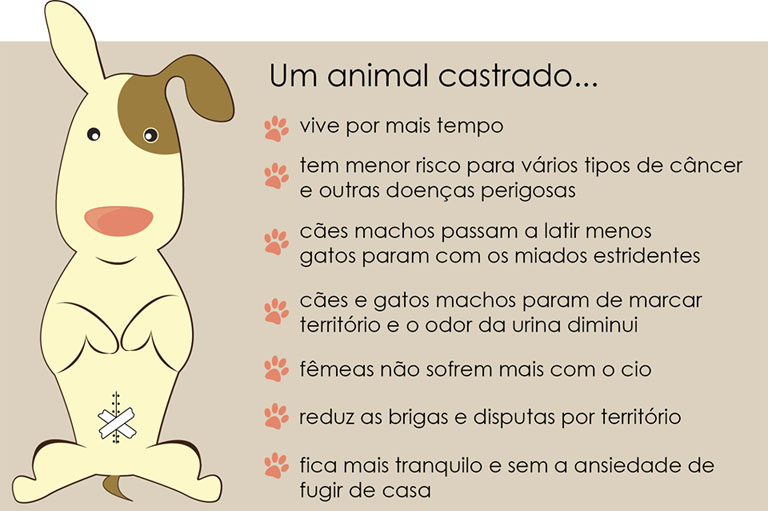 Um animal castrado...
vive por mais tempo
tem menor risco para vários tipos de câncer
e outras doenças perigosas
cães machos passam a latir menos
gatos param com os miados estridentes
cães e gatos machos param de marcar
território e o odor da urina diminui
fêmeas não sofrem mais com o cio
reduz as brigas e disputas por território
fica mais tranquilo e sem a ansiedade de
fugir de casa